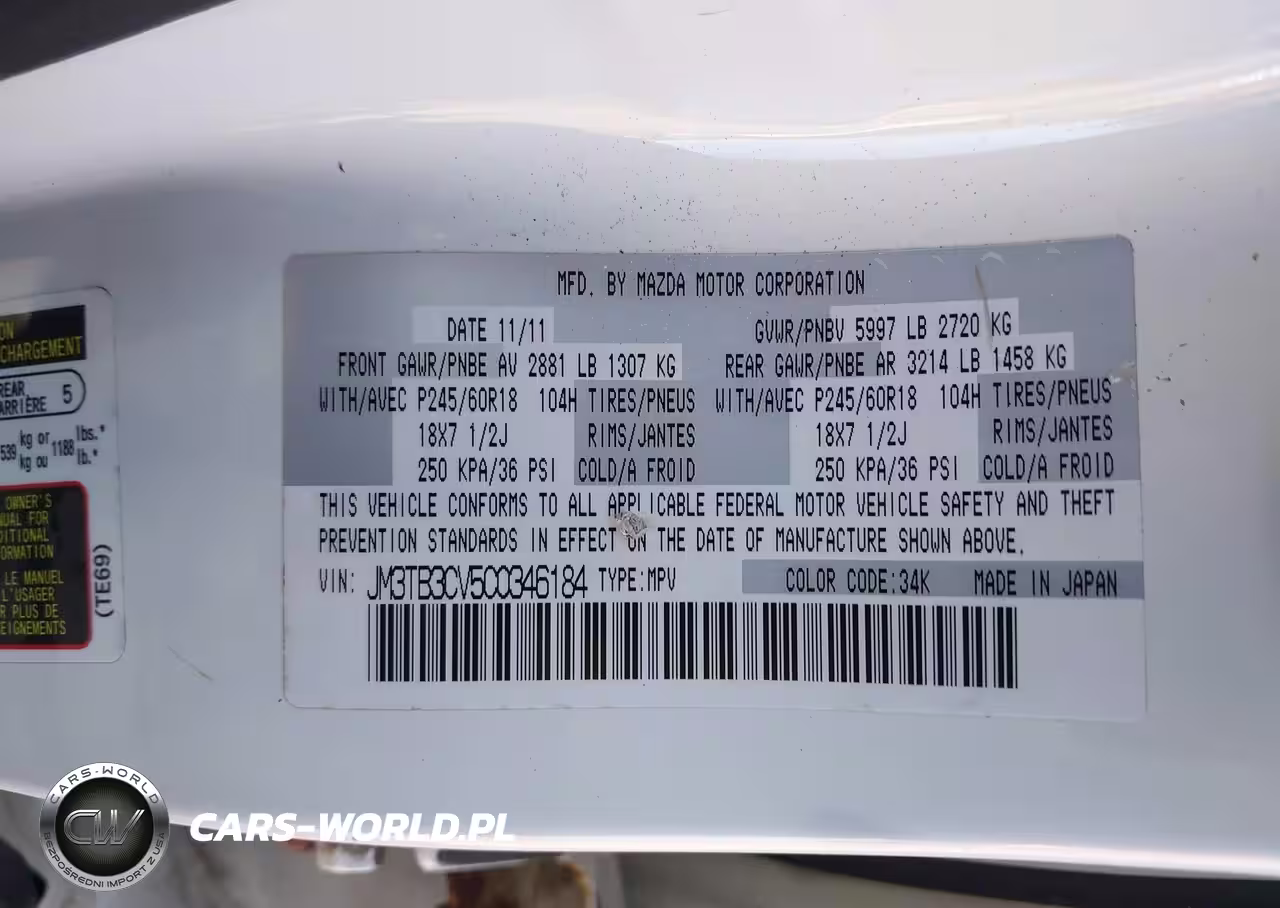 MFD. BY MAZDA MOTOR CORPORATION
DATE 11/11 GVWR/PNBV 5997 LB 2720 KG
FRONT GAWR/PNBE AV 2881 LB 1307 KG REAR GAWR/PNBE AR 3214 LB 1458 KG
WITH/AVEC P245/60R18 104H TIRES/PNEUS WITH/AVEC P245/60R18 104H TIRES/PNEUS
18X7 1/2J RIMS/JANTES 18X7 1/2J RIMS/JANTES
250 KPA/36 PSI COLD/A FROID 250 KPA/36 PSI COLD/A FROID
THIS VEHICLE CONFORMS TO ALL APPLICABLE FEDERAL MOTOR VEHICLE SAFETY AND THEFT
PREVENTION STANDARDS IN EFFECT ON THE DATE OF MANUFACTURE SHOWN ABOVE.
VIN: JM3TB3CV5C0346184 TYPE:MPV COLOR CODE:34K MADE IN JAPAN
CHARGEMENT
REAR
ARRIÈRE 5
539 kg or 1188 lbs.*
kg ou lb.*
OWNER'S
FOR
LE MANUEL
L'USAGER
PLUS DE
(TE69)
CARS-WORLD
CW
BEZPOŚREDNI IMPORT Z USA
CARS-WORLD.PL